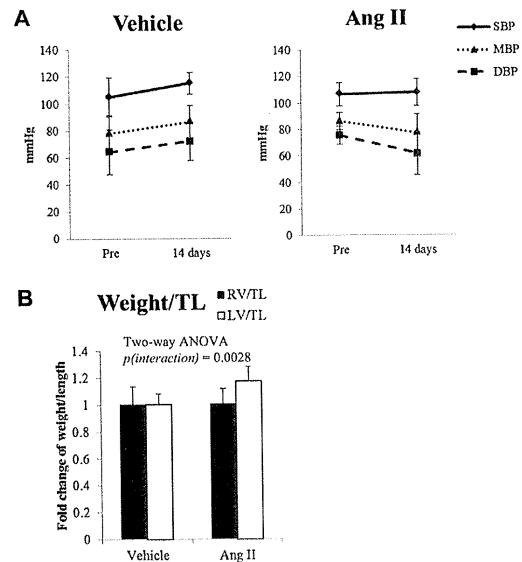 A
Vehicle
Ang II
SBP
MBP
DBP
mmHg
140
120
100
80
60
40
20
0
Pre
14 days
mmHg
140
120
100
80
60
40
20
0
Pre
14 days
B
Weight/TL
RV/TL
LV/TL
Two-way ANOVA
p(interaction) = 0.0028
Fold change of weight/length
1.4
1.2
1
0.8
0.6
0.4
0.2
0
Vehicle
Ang II